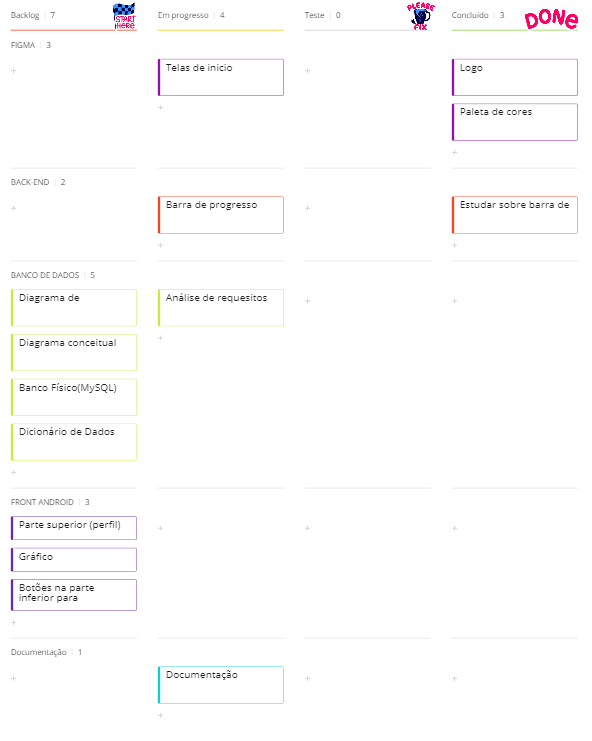 Backlog | 7
START HERE
Em progresso | 4
Teste | 0
PLEASE FIX
Concluído | 3
DONE
FIGMA | 3
Telas de inicio
Logo
Paleta de cores
BACK-END | 2
Barra de progresso
Estudar sobre barra de
BANCO DE DADOS | 5
Diagrama de
Análise de requesitos
Diagrama conceitual
Banco Físico(MySQL)
Dicionário de Dados
FRONT ANDROID | 3
Parte superior (perfil)
Gráfico
Botões na parte
inferior para
Documentação | 1
Documentação